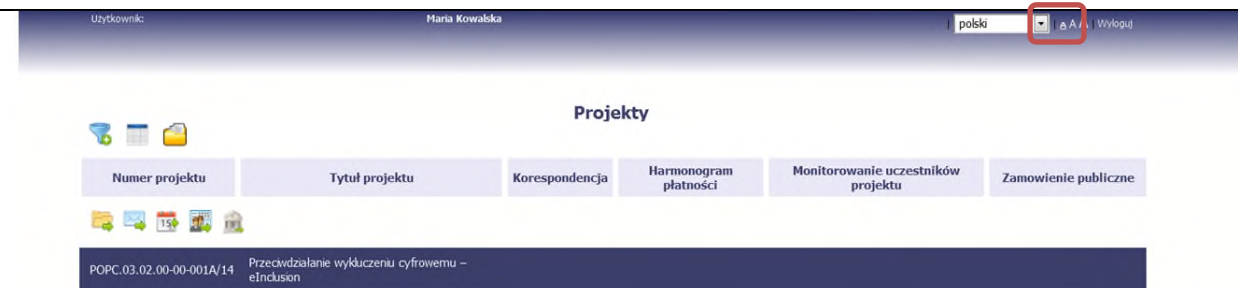 Użytkownik: Maria Kowalska | polski | A A A | Wyloguj
Projekty
Numer projektu Tytuł projektu Korespondencja Harmonogram płatności Monitorowanie uczestników projektu Zamowienie publiczne
15
POPC.03.02.00-00-001A/14 Przeciwdziałanie wykluczeniu cyfrowemu –
eInclusion